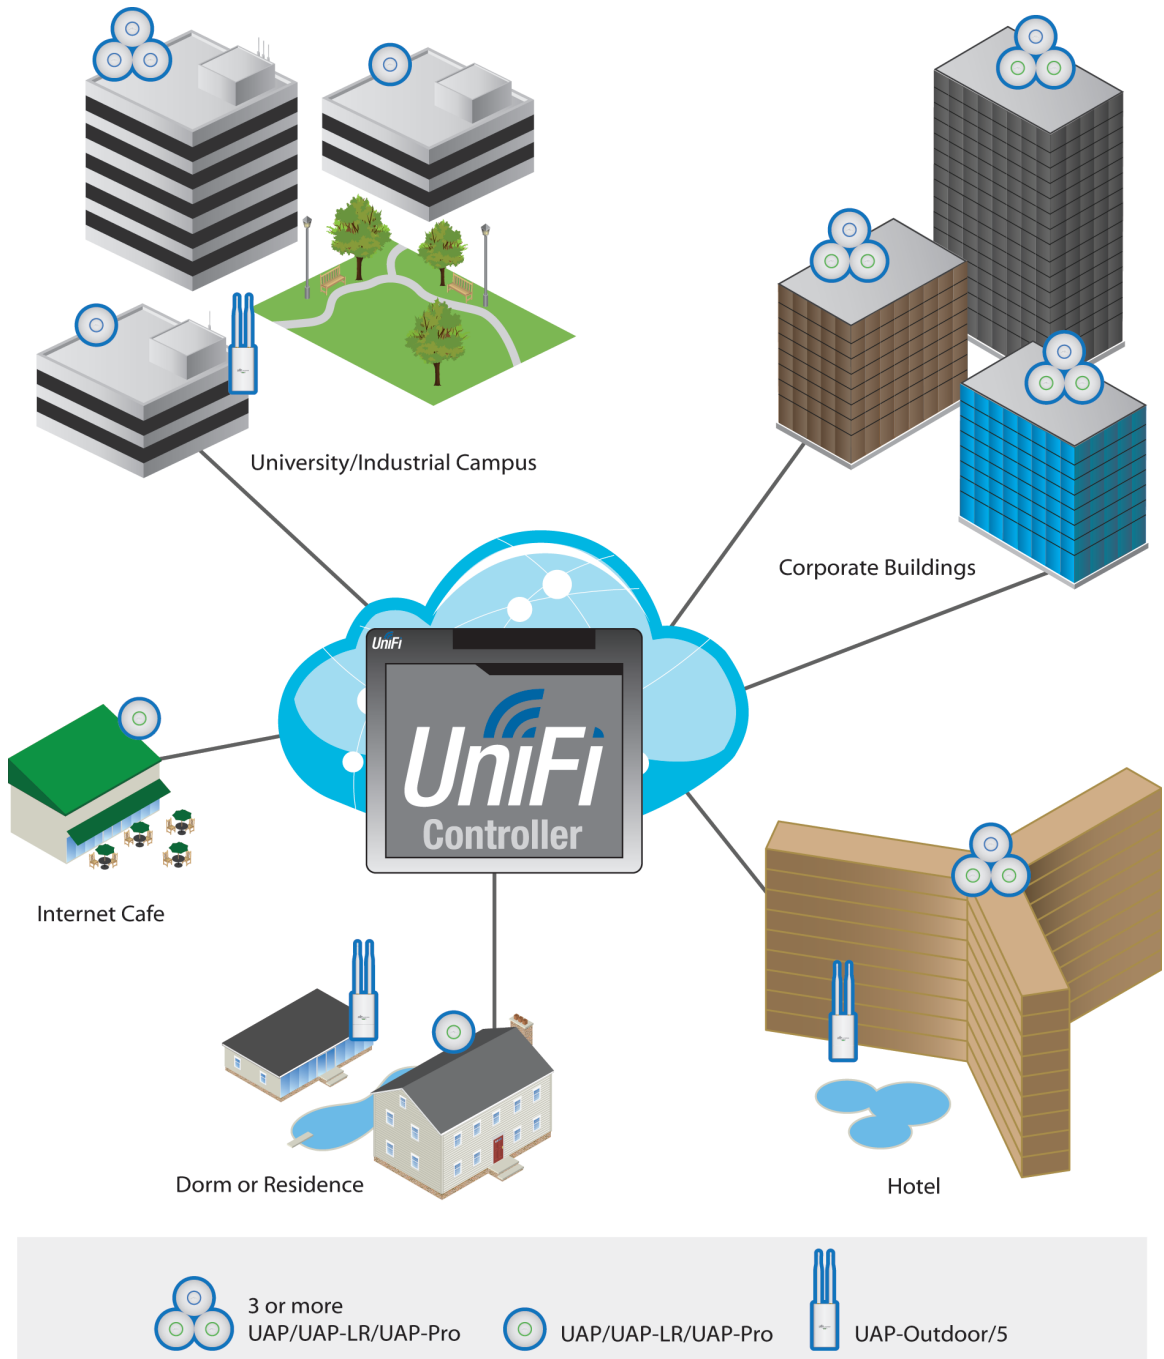 University/Industrial Campus
Corporate Buildings
UniFi
UniFi
Controller
Internet Cafe
Dorm or Residence
Hotel
3 or more
UAP/UAP-LR/UAP-Pro
UAP/UAP-LR/UAP-Pro
UAP-Outdoor/5